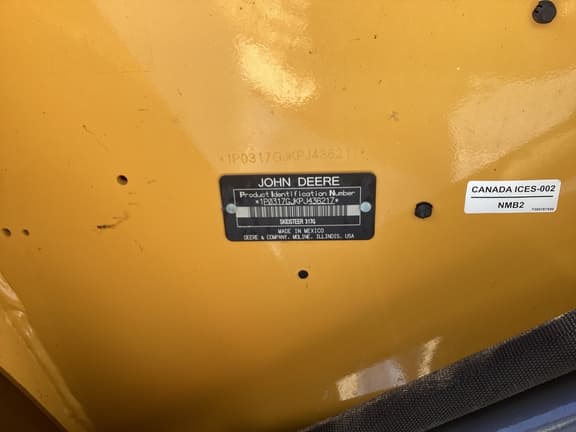 *1P0317GJKPJ436217*
JOHN DEERE
Product Identification Number
*1P0317GJKPJ436217*
SKIDSTEER 317G
MADE IN MEXICO
DEERE & COMPANY, MOLINE, ILLINOIS, USA
CANADA ICES-002
NMB2